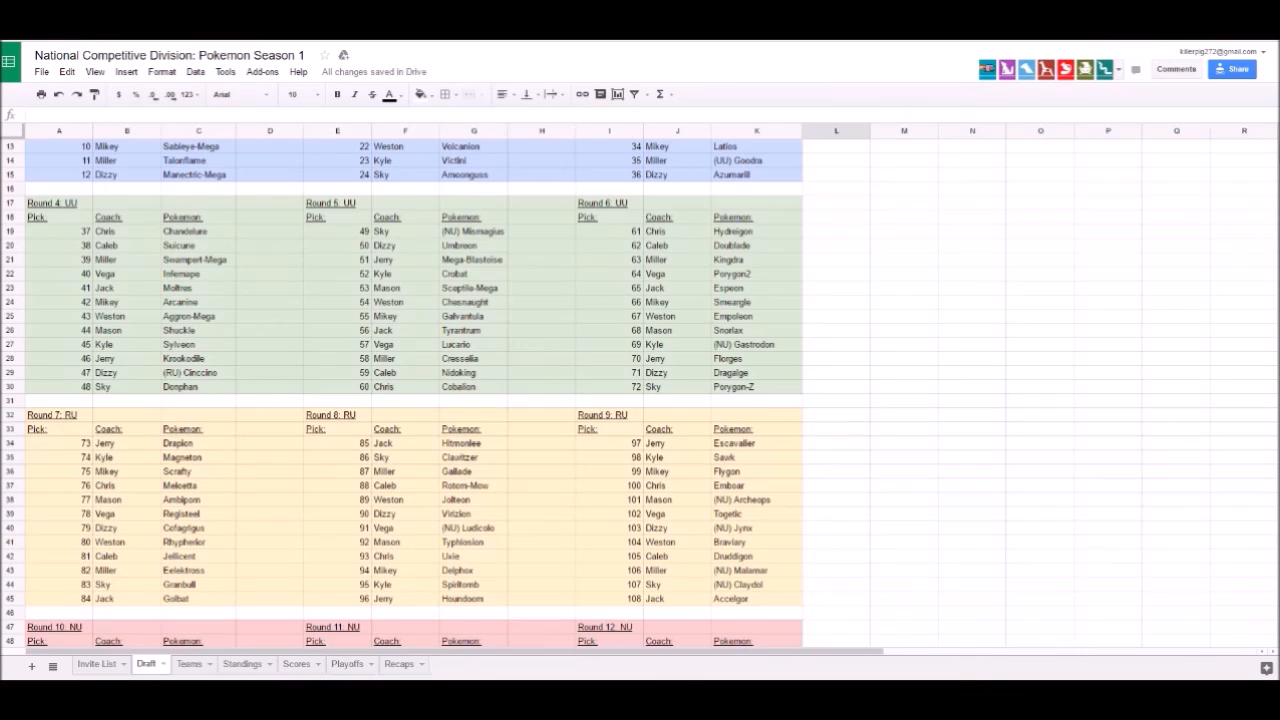 National Competitive Division: Pokemon Season 1
killerpig272@gmail.com
File Edit View Insert Format Data Tools Add-ons Help All changes saved in Drive
Comments Share
$ % .0 .00 123 Arial 10 B I S A
fx
A B C D E F G H I J K L M N O P Q R
13 10 Mikey Sableye-Mega 22 Weston Volcanion 34 Mikey Latios
14 11 Miller Talonflame 23 Kyle Victini 35 Miller (UU) Goodra
15 12 Dizzy Manectric-Mega 24 Sky Amoonguss 36 Dizzy Azumarill
16
17 Round 4: UU Round 5: UU Round 6: UU
18 Pick: Coach: Pokemon: Pick: Coach: Pokemon: Pick: Coach: Pokemon:
19 37 Chris Chandelure 49 Sky (NU) Mismagius 61 Chris Hydreigon
20 38 Caleb Suicune 50 Dizzy Umbreon 62 Caleb Doublade
21 39 Miller Swampert-Mega 51 Jerry Mega-Blastoise 63 Miller Kingdra
22 40 Vega Infernape 52 Kyle Crobat 64 Vega Porygon2
23 41 Jack Moltres 53 Mason Sceptile-Mega 65 Jack Espeon
24 42 Mikey Arcanine 54 Weston Chesnaught 66 Mikey Smeargle
25 43 Weston Aggron-Mega 55 Mikey Galvantula 67 Weston Empoleon
26 44 Mason Shuckle 56 Jack Tyrantrum 68 Mason Snorlax
27 45 Kyle Sylveon 57 Vega Lucario 69 Kyle (NU) Gastrodon
28 46 Jerry Krookodile 58 Miller Cresselia 70 Jerry Florges
29 47 Dizzy (RU) Cinccino 59 Caleb Nidoking 71 Dizzy Dragalge
30 48 Sky Donphan 60 Chris Cobalion 72 Sky Porygon-Z
31
32 Round 7: RU Round 8: RU Round 9: RU
33 Pick: Coach: Pokemon: Pick: Coach: Pokemon: Pick: Coach: Pokemon:
34 73 Jerry Drapion 85 Jack Hitmonlee 97 Jerry Escavalier
35 74 Kyle Magneton 86 Sky Clawitzer 98 Kyle Sawk
36 75 Mikey Scrafty 87 Miller Gallade 99 Mikey Flygon
37 76 Chris Meloetta 88 Caleb Rotom-Mow 100 Chris Emboar
38 77 Mason Ambipom 89 Weston Jolteon 101 Mason (NU) Archeops
39 78 Vega Registeel 90 Dizzy Virizion 102 Vega Togetic
40 79 Dizzy Cofagrigus 91 Vega (NU) Ludicolo 103 Dizzy (NU) Jynx
41 80 Weston Rhyperior 92 Mason Typhlosion 104 Weston Braviary
42 81 Caleb Jellicent 93 Chris Uxie 105 Caleb Druddigon
43 82 Miller Eelektross 94 Mikey Delphox 106 Miller (NU) Malamar
44 83 Sky Granbull 95 Kyle Spiritomb 107 Sky (NU) Claydol
45 84 Jack Golbat 96 Jerry Houndoom 108 Jack Accelgor
46
47 Round 10: NU Round 11: NU Round 12: NU
48 Pick: Coach: Pokemon: Pick: Coach: Pokemon: Pick: Coach: Pokemon:
Invite List Draft Teams Standings Scores Playoffs Recaps